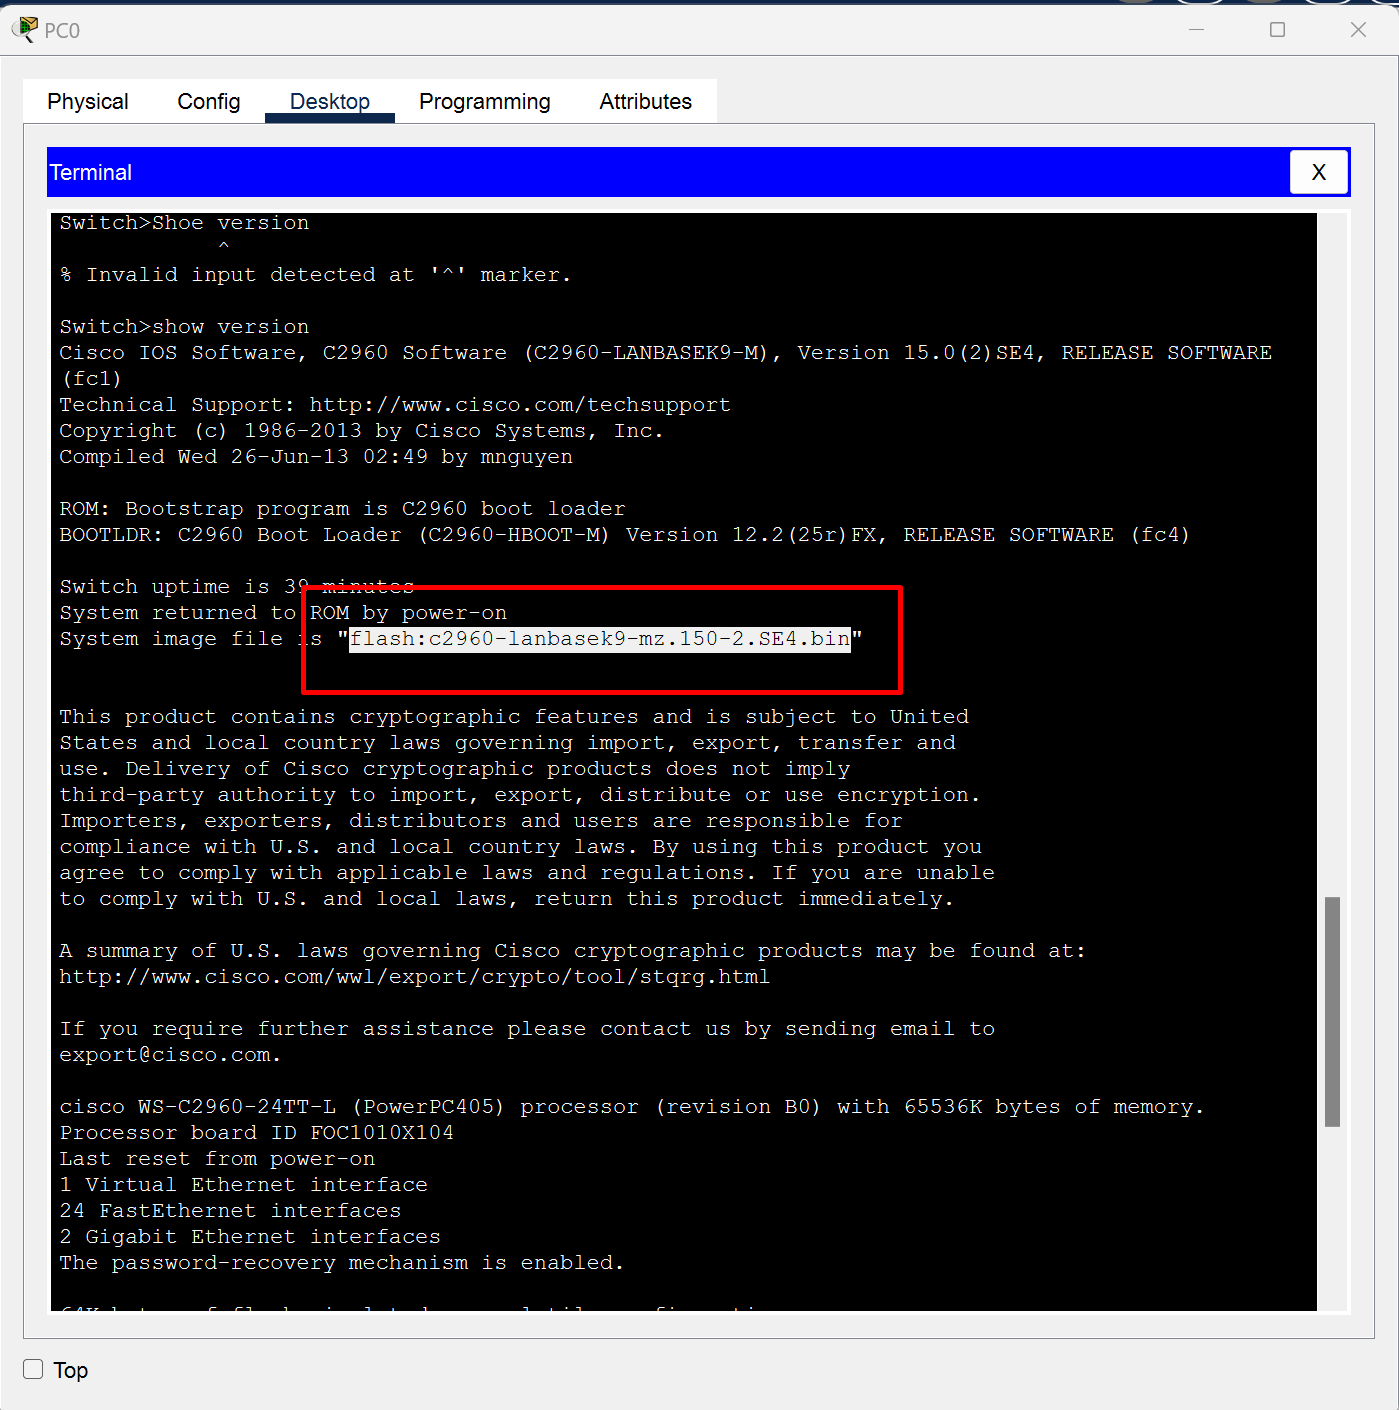 PC0
Physical Config Desktop Programming Attributes
Terminal X
Switch>Shoe version
^
% Invalid input detected at '^' marker.
Switch>show version
Cisco IOS Software, C2960 Software (C2960-LANBASEK9-M), Version 15.0(2)SE4, RELEASE SOFTWARE
(fc1)
Technical Support: http://www.cisco.com/techsupport
Copyright (c) 1986-2013 by Cisco Systems, Inc.
Compiled Wed 26-Jun-13 02:49 by mnguyen
ROM: Bootstrap program is C2960 boot loader
BOOTLDR: C2960 Boot Loader (C2960-HBOOT-M) Version 12.2(25r)FX, RELEASE SOFTWARE (fc4)
Switch uptime is 39 minutes
System returned to ROM by power-on
System image file is "flash:c2960-lanbasek9-mz.150-2.SE4.bin"
This product contains cryptographic features and is subject to United
States and local country laws governing import, export, transfer and
use. Delivery of Cisco cryptographic products does not imply
third-party authority to import, export, distribute or use encryption.
Importers, exporters, distributors and users are responsible for
compliance with U.S. and local country laws. By using this product you
agree to comply with applicable laws and regulations. If you are unable
to comply with U.S. and local laws, return this product immediately.
A summary of U.S. laws governing Cisco cryptographic products may be found at:
http://www.cisco.com/wwl/export/crypto/tool/stqrg.html
If you require further assistance please contact us by sending email to
export@cisco.com.
cisco WS-C2960-24TT-L (PowerPC405) processor (revision B0) with 65536K bytes of memory.
Processor board ID FOC1010X104
Last reset from power-on
1 Virtual Ethernet interface
24 FastEthernet interfaces
2 Gigabit Ethernet interfaces
The password-recovery mechanism is enabled.
Top